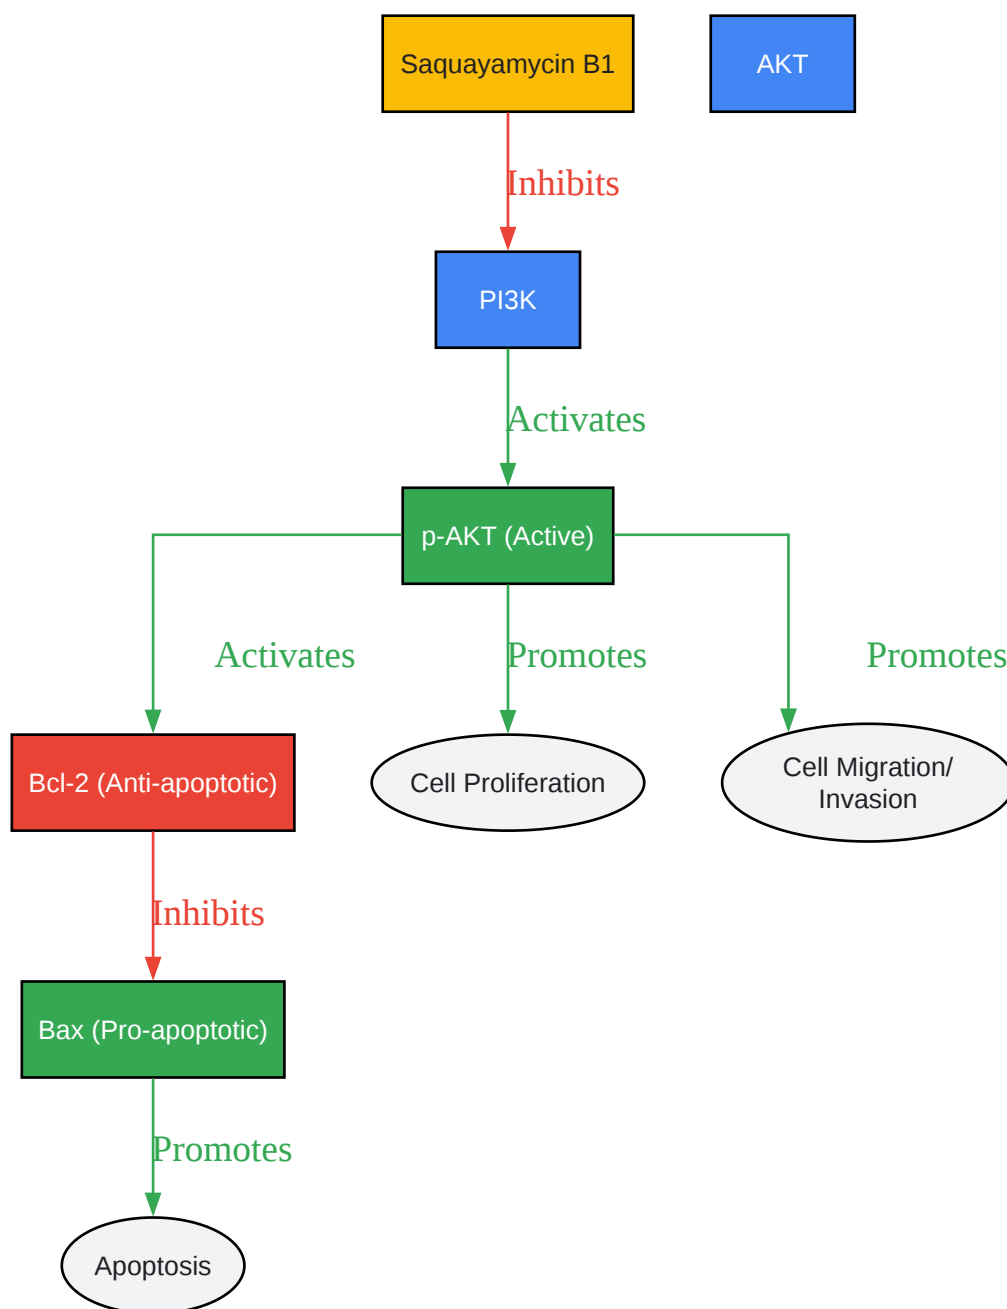 Saquayamycin B1
AKT
Inhibits
PI3K
Activates
p-AKT (Active)
Activates
Promotes
Promotes
Bcl-2 (Anti-apoptotic)
Cell Proliferation
Cell Migration/
Invasion
Inhibits
Bax (Pro-apoptotic)
Promotes
Apoptosis